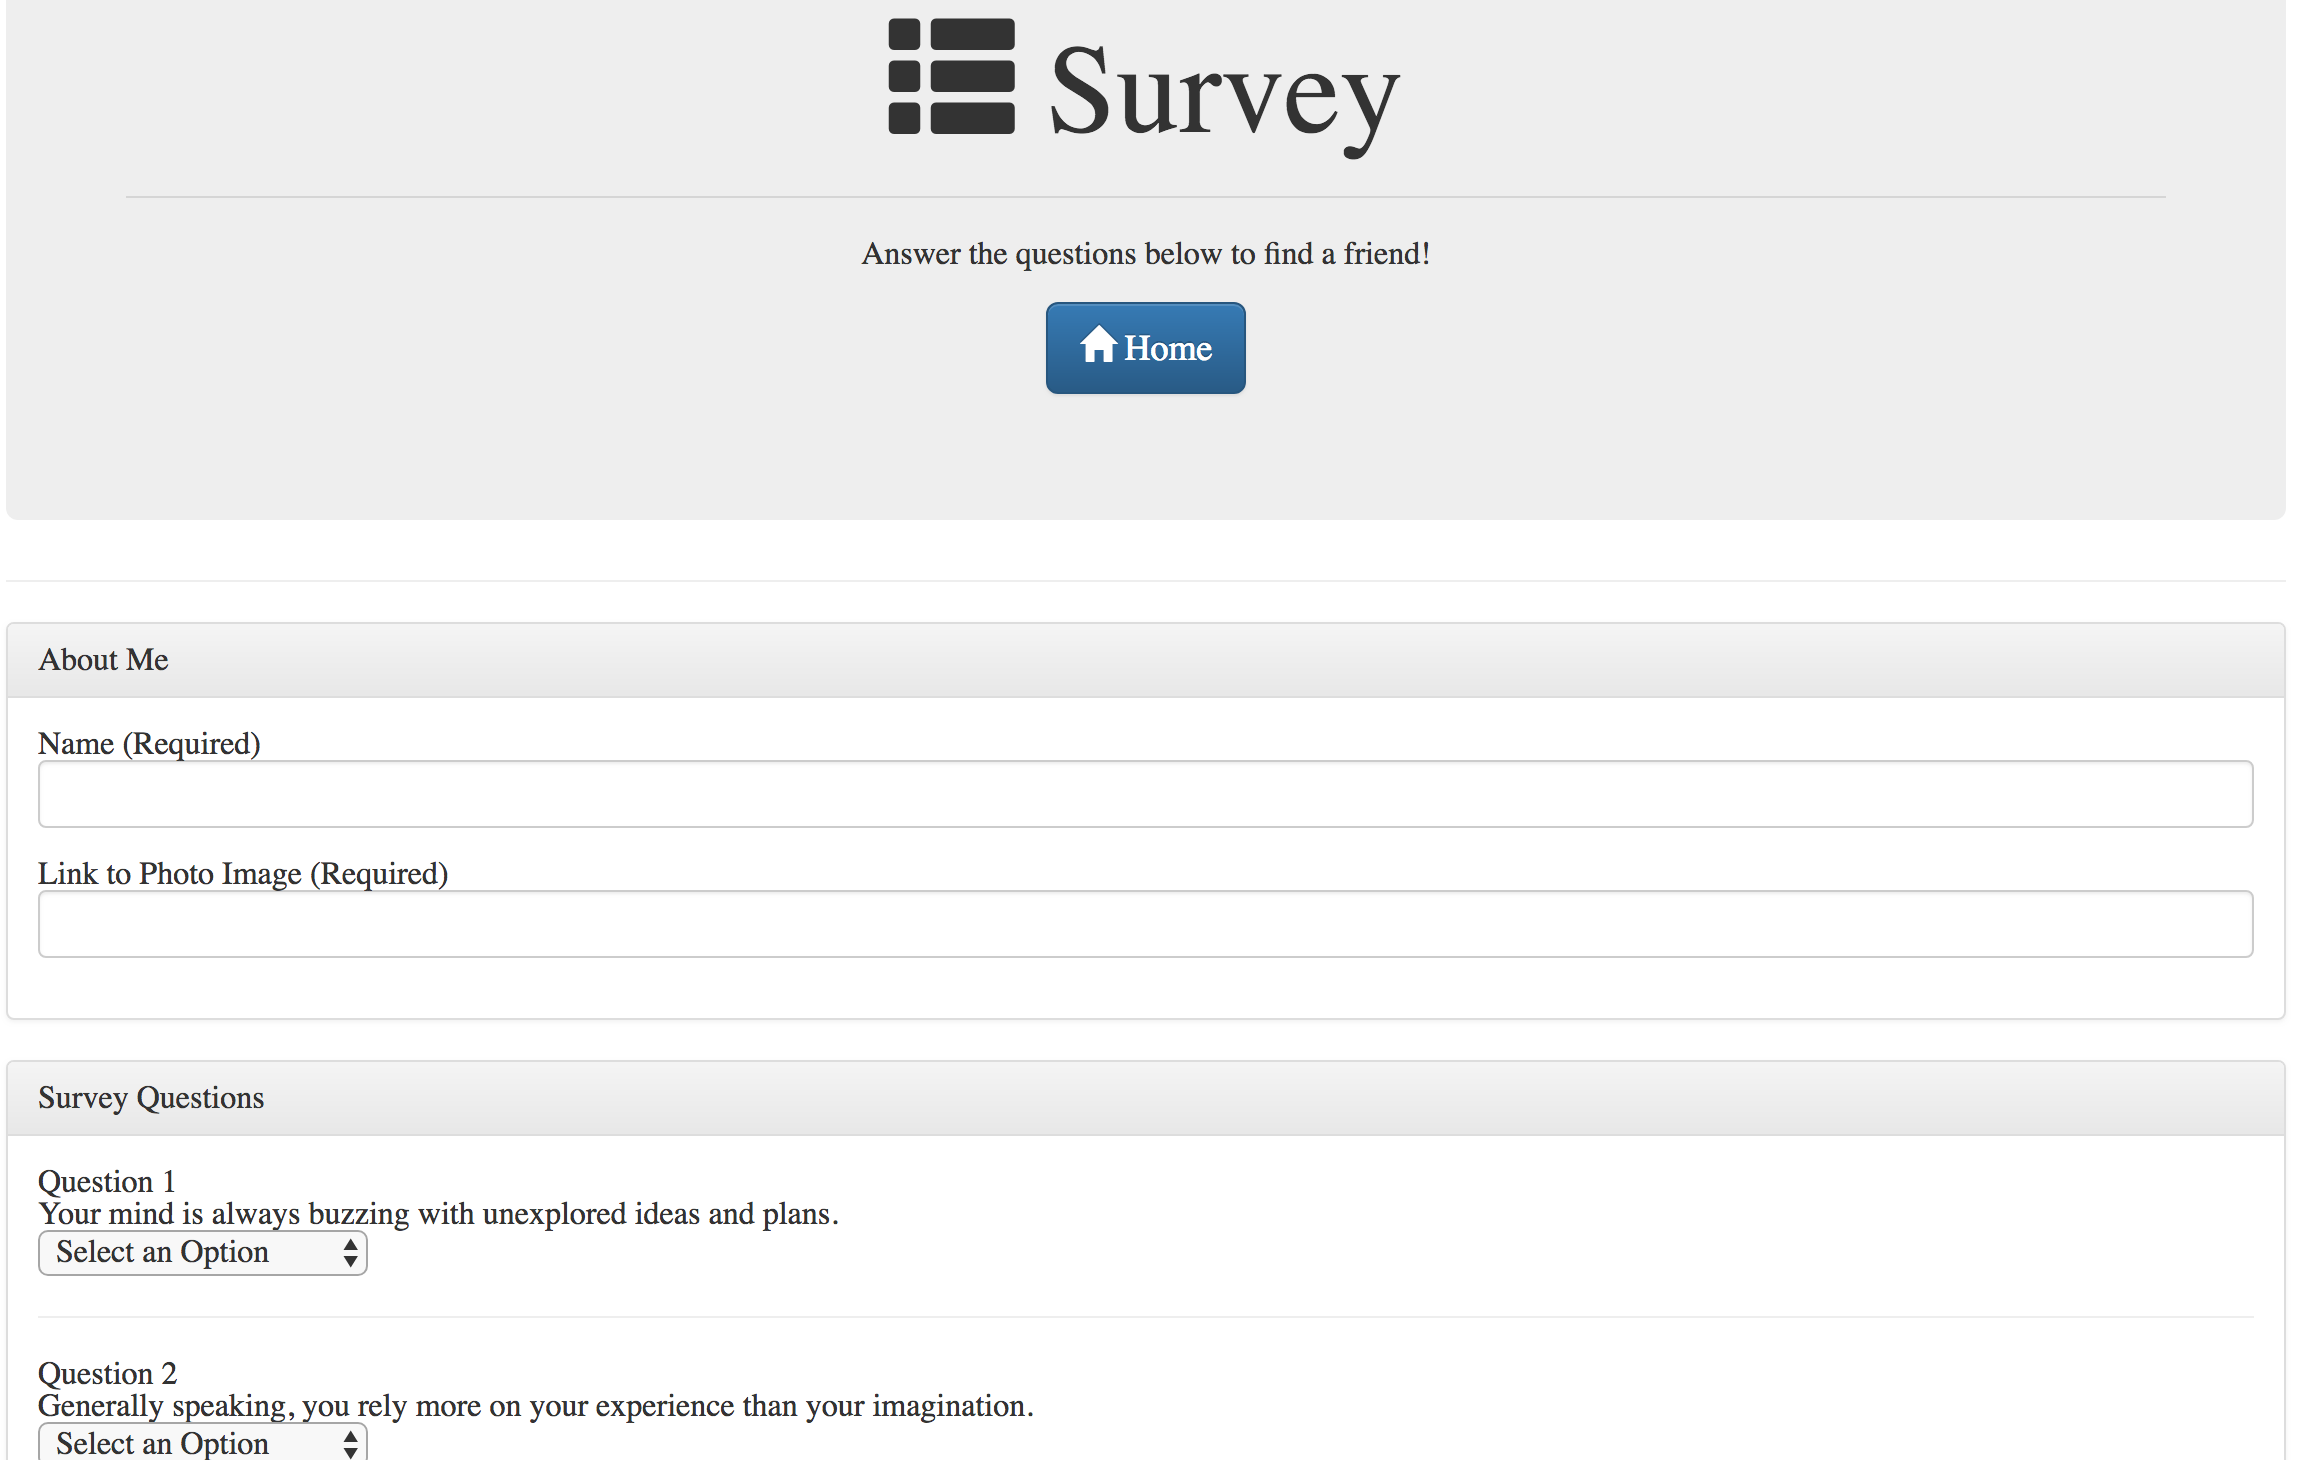 Survey
Answer the questions below to find a friend!
Home
About Me
Name (Required)
Link to Photo Image (Required)
Survey Questions
Question 1
Your mind is always buzzing with unexplored ideas and plans.
Select an Option
Question 2
Generally speaking, you rely more on your experience than your imagination.
Select an Option